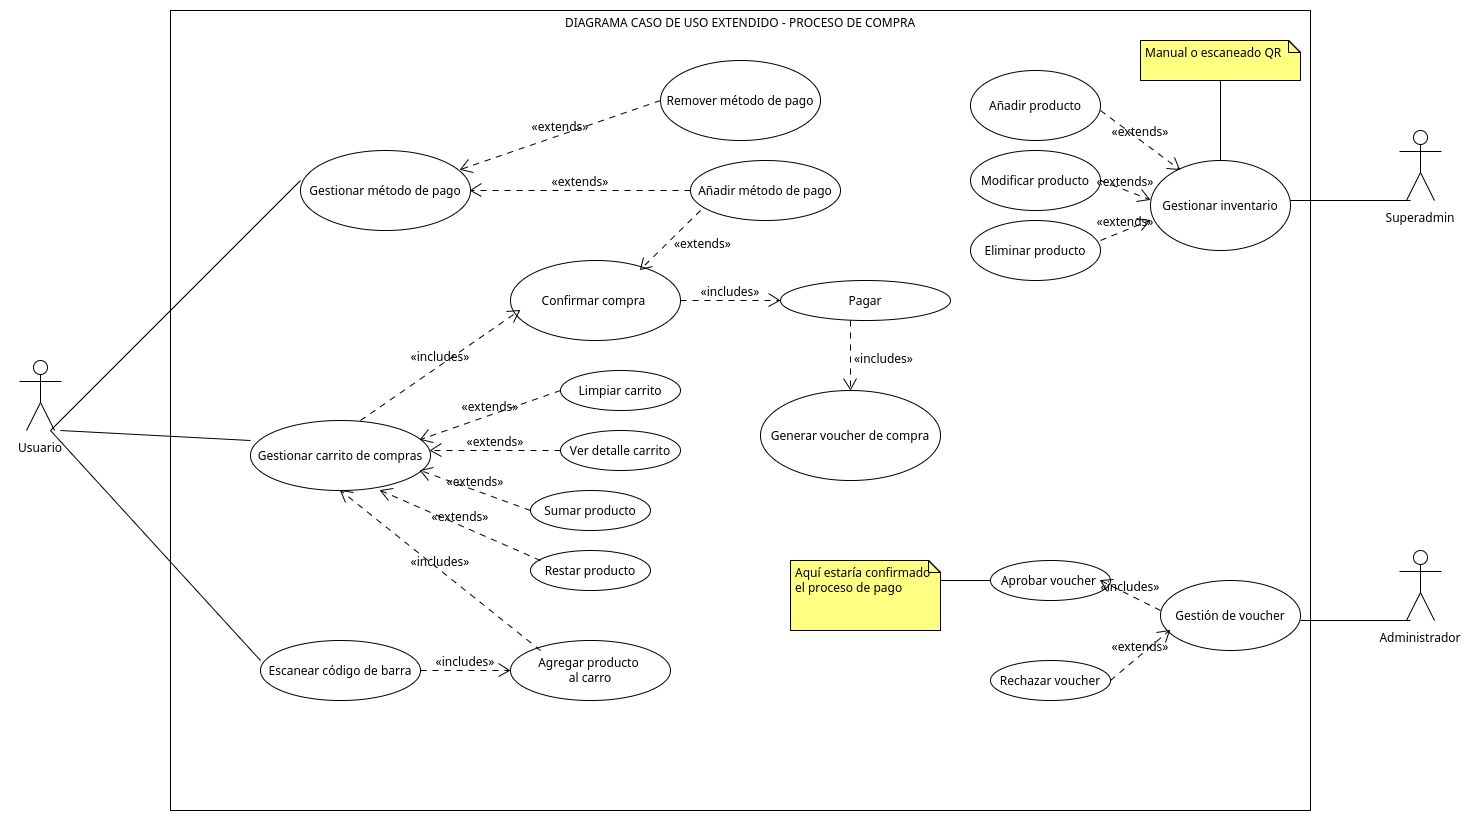 DIAGRAMA CASO DE USO EXTENDIDO - PROCESO DE COMPRA
Manual o escaneado QR
Remover método de pago
Añadir producto
«extends»
«extends»
Gestionar método de pago
«extends»
Añadir método de pago
Modificar producto
«extends»
Gestionar inventario
Superadmin
«extends»
Eliminar producto
«extends»
Confirmar compra
«includes»
Pagar
«includes»
«includes»
Limpiar carrito
«extends»
Usuario
Gestionar carrito de compras
«extends»
Ver detalle carrito
Generar voucher de compra
«extends»
Sumar producto
«extends»
Restar producto
«includes»
Aquí estaría confirmado
el proceso de pago
Aprobar voucher
«includes»
Gestión de voucher
Administrador
«extends»
Rechazar voucher
Escanear código de barra
«includes»
Agregar producto
al carro